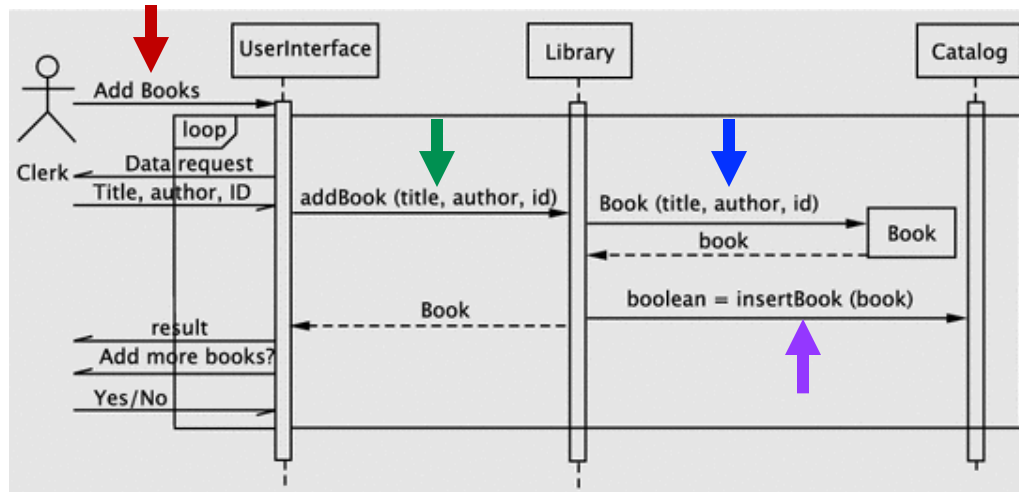 UserInterface
Library
Catalog
Add Books
loop
Clerk
Data request
Title, author, ID
addBook (title, author, id)
Book (title, author, id)
Book
book
boolean = insertBook (book)
Book
result
Add more books?
Yes/No